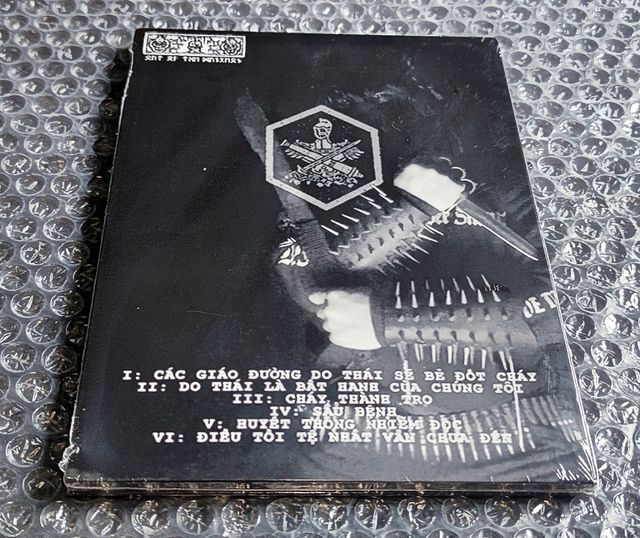 I: CÁC GIÁO ĐƯỜNG DO THÁI SẼ BỊ ĐỐT CHÁY
II: DO THÁI LÀ BẤT HẠNH CỦA CHÚNG TÔI
III: CHÁY THÀNH TRO
IV: SÂU BỆNH
V: HUYẾT THỐNG NHIỄM ĐỘC
VI: ĐIỀU TỒI TỆ NHẤT VẪN CHƯA ĐẾN